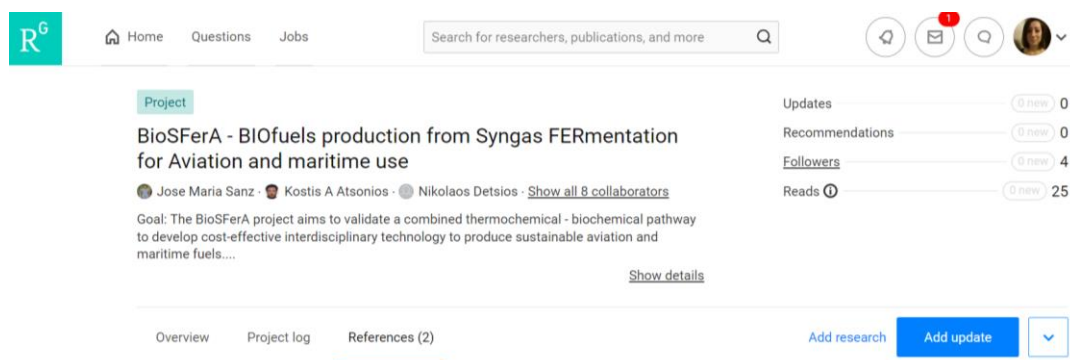 RG
Home Questions Jobs
Search for researchers, publications, and more
1
Project
BioSFerA - BIOfuels production from Syngas FERmentation
for Aviation and maritime use
Jose Maria Sanz · Kostis A Atsonios · Nikolaos Detsios · Show all 8 collaborators
Goal: The BioSFerA project aims to validate a combined thermochemical - biochemical pathway
to develop cost-effective interdisciplinary technology to produce sustainable aviation and
maritime fuels....
Show details
Updates 0 new 0
Recommendations 0 new 0
Followers 0 new 4
Reads 0 new 25
Overview Project log References (2)
Add research Add update